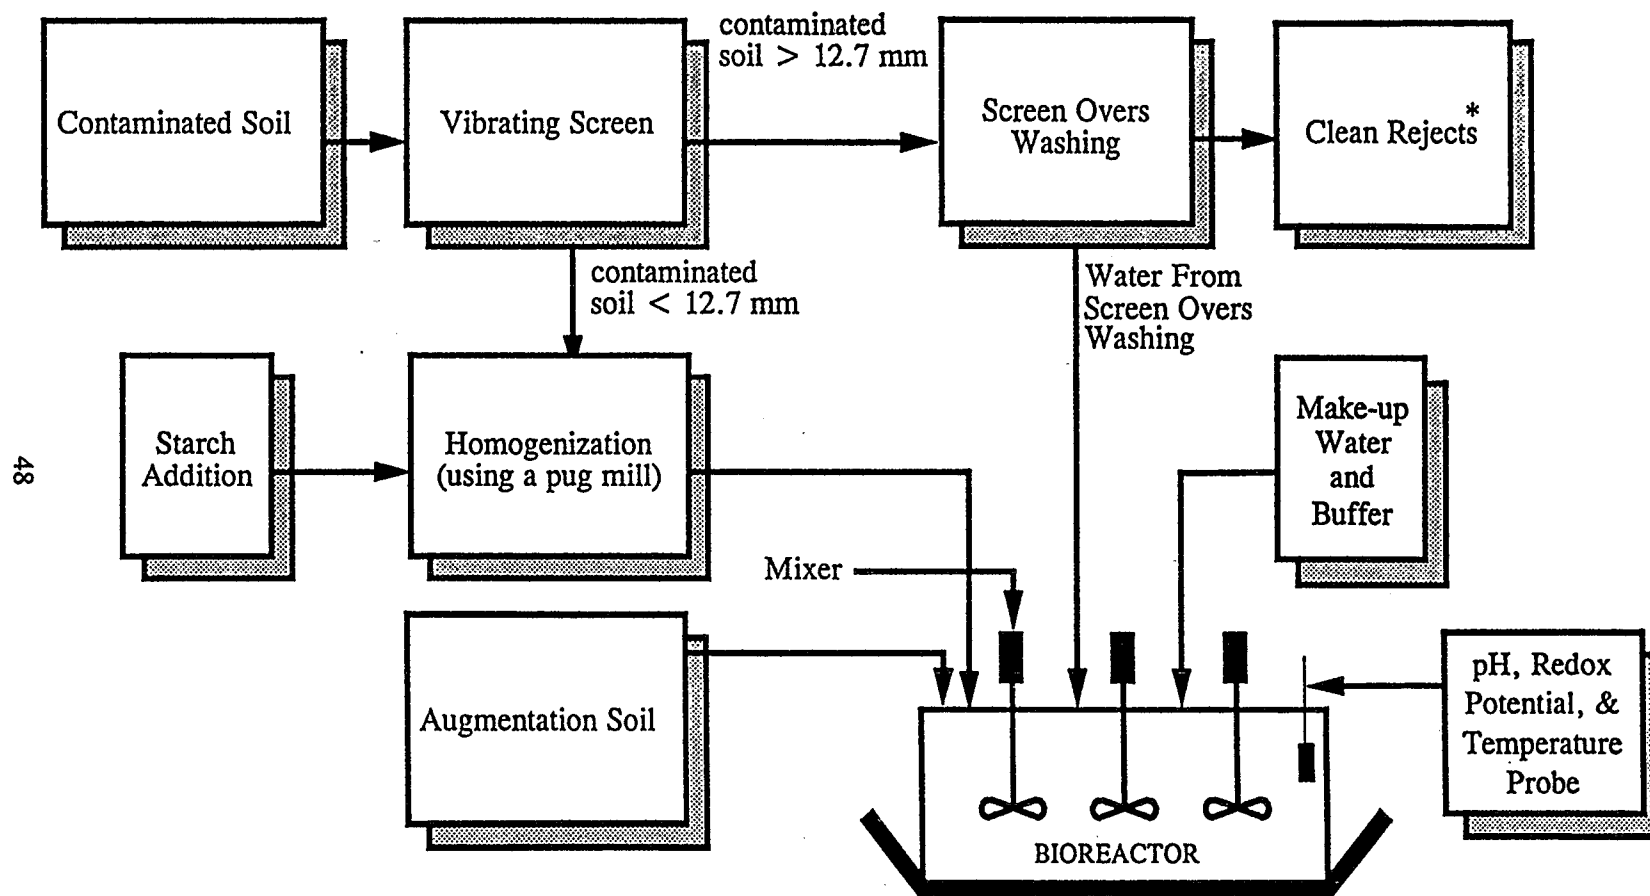 contaminated
soil > 12.7 mm
Contaminated Soil
Vibrating Screen
Screen Overs
Washing
Clean Rejects*
contaminated
soil < 12.7 mm
Water From
Screen Overs
Washing
Starch
Addition
Homogenization
(using a pug mill)
Make-up
Water
and
Buffer
48
Mixer
Augmentation Soil
pH, Redox
Potential, &
Temperature
Probe
BIOREACTOR